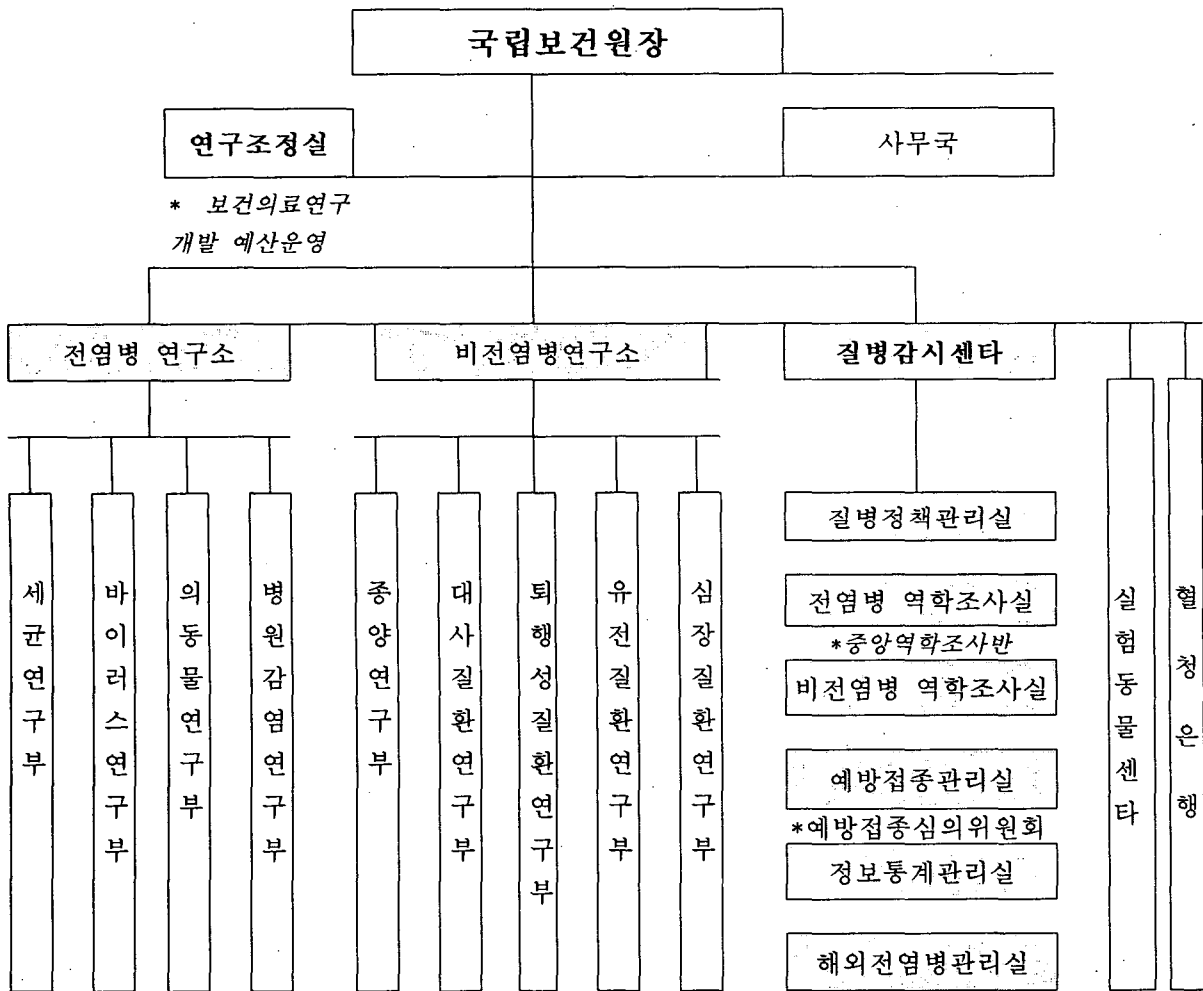 국립보건원장
연구조정실
사무국
* 보건의료연구
개발 예산운영
전염병 연구소
비전염병연구소
질병감시센타
세균연구부
바이러스연구부
의동물연구부
병원감염연구부
종양연구부
대사질환연구부
퇴행성질환연구부
유전질환연구부
심장질환연구부
질병정책관리실
전염병 역학조사실
*중앙역학조사반
비전염병 역학조사실
예방접종관리실
*예방접종심의위원회
정보통계관리실
해외전염병관리실
실험동물센타
혈청은행